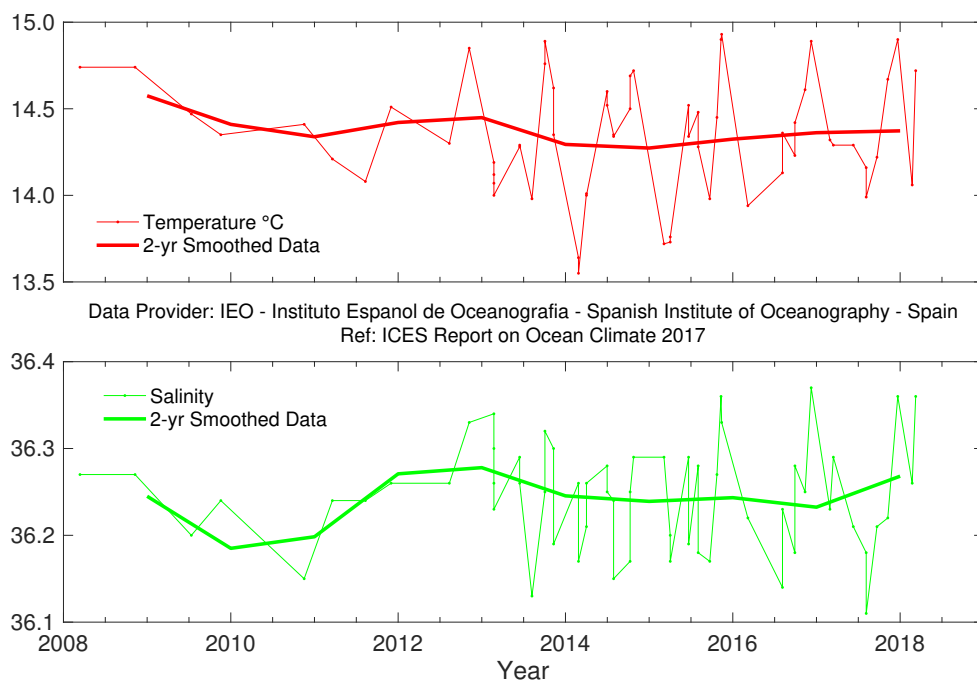 15.0
14.5
14.0
13.5
Temperature °C
2-yr Smoothed Data
Data Provider: IEO - Instituto Espanol de Oceanografia - Spanish Institute of Oceanography - Spain
Ref: ICES Report on Ocean Climate 2017
36.4
36.3
36.2
36.1
Salinity
2-yr Smoothed Data
2008 2010 2012 2014 2016 2018
Year